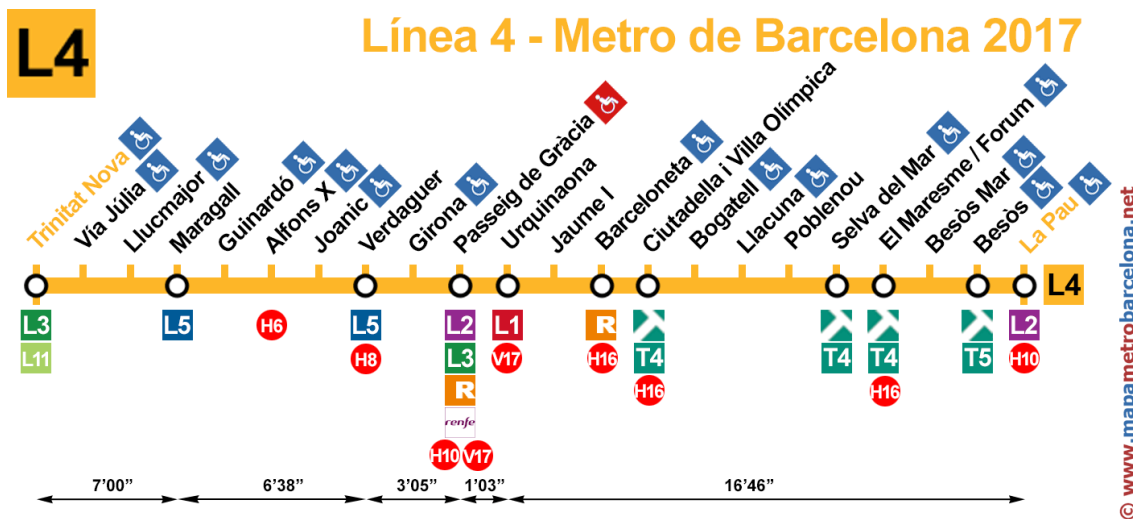 L4
Línea 4 - Metro de Barcelona 2017
Trinitat Nova
Vía Júlia
Llucmajor
Maragall
Guinardó
Alfons X
Joanic
Verdaguer
Girona
Passeig de Gràcia
Urquinaona
Jaume I
Barceloneta
Ciutadella i Villa Olímpica
Bogatell
Llacuna
Poblenou
Selva del Mar
El Maresme / Forum
Besòs Mar
Besòs
La Pau
L4
L3
L11
L5
H6
L5
H8
L2
L3
R
renfe
H10 V17
L1
V17
R
H16
T4
H16
T4
T4
H16
T5
L2
H10
7'00” 6'38” 3'05” 1'03” 16'46”
© www.mapametrobarcelona.net